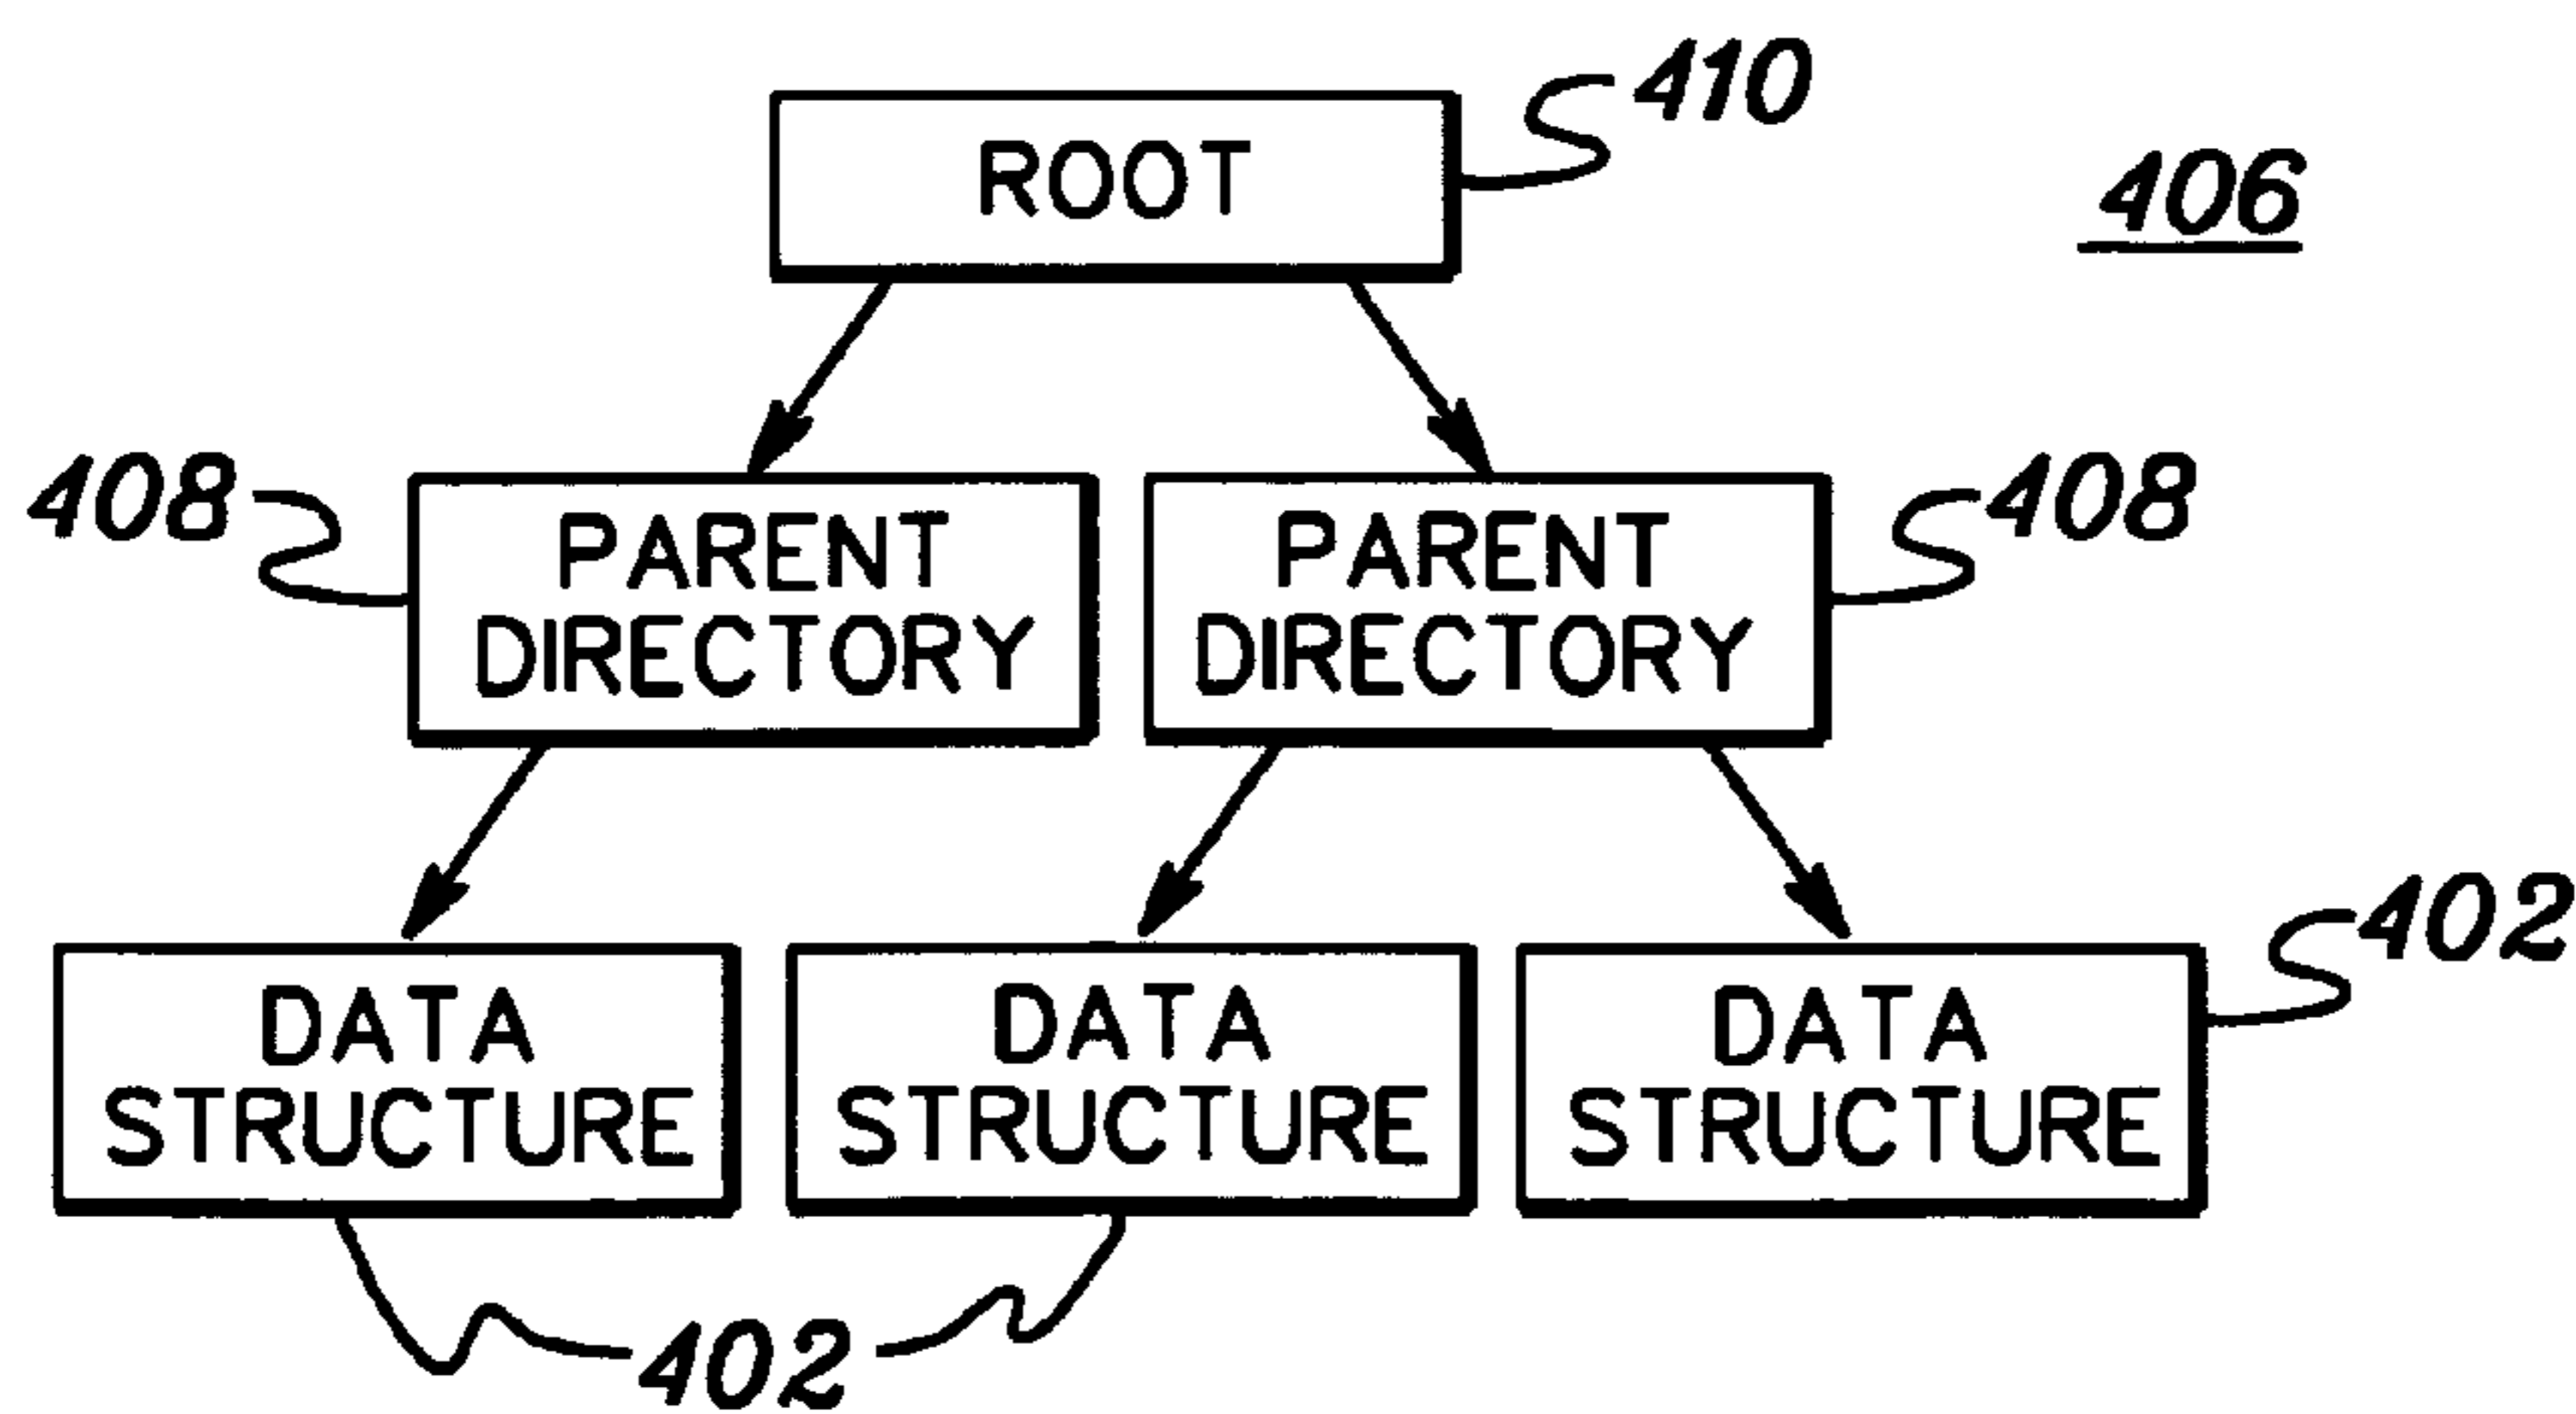 410
ROOT
406
408
PARENT
DIRECTORY
PARENT
DIRECTORY
408
402
DATA
STRUCTURE
DATA
STRUCTURE
DATA
STRUCTURE
402